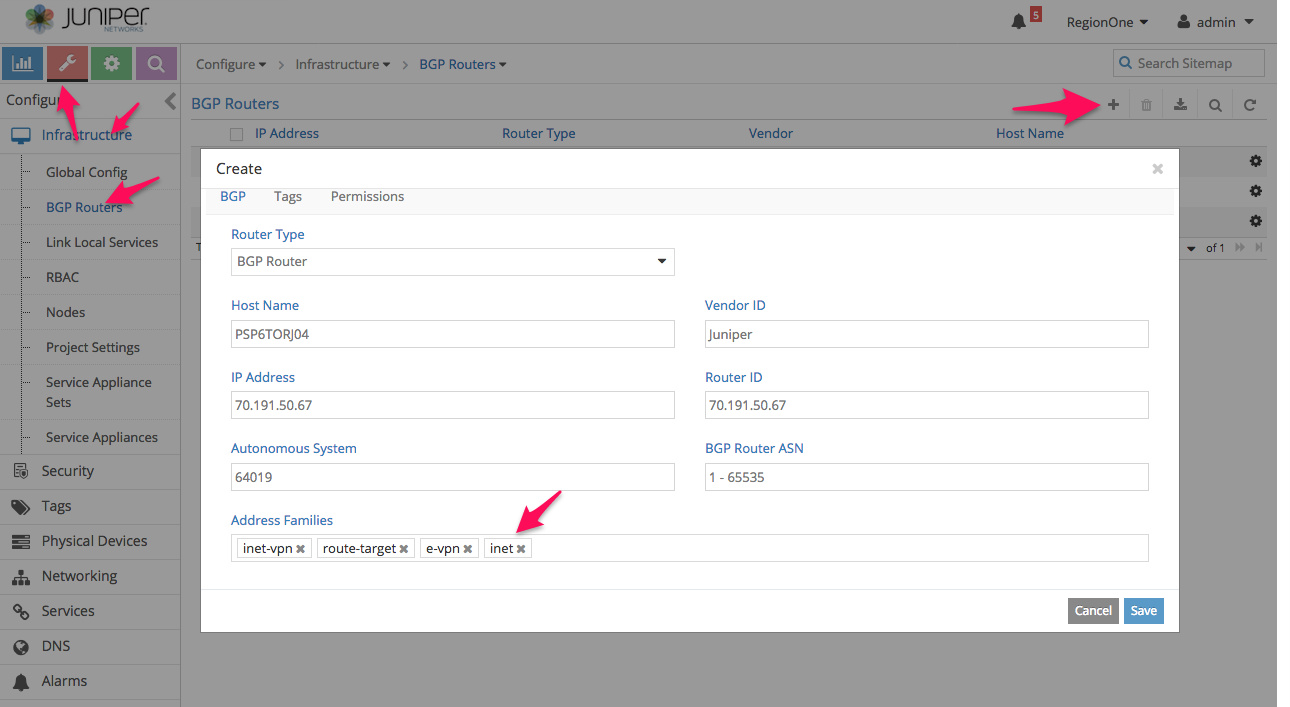 JUNIPER
NETWORKS
5
RegionOne
admin
Configure
Infrastructure
BGP Routers
Search Sitemap
Infrastructure
Global Config
BGP Routers
Link Local Services
RBAC
Nodes
Project Settings
Service Appliance
Sets
Service Appliances
Security
Tags
Physical Devices
Networking
Services
DNS
Alarms
BGP Routers
IP Address
Router Type
Vendor
Host Name
of 1
Create
BGP
Tags
Permissions
Router Type
BGP Router
Host Name
Vendor ID
PSP6TORJ04
Juniper
IP Address
Router ID
70.191.50.67
70.191.50.67
Autonomous System
BGP Router ASN
64019
1 - 65535
Address Families
inet-vpn
route-target
e-vpn
inet
Cancel
Save